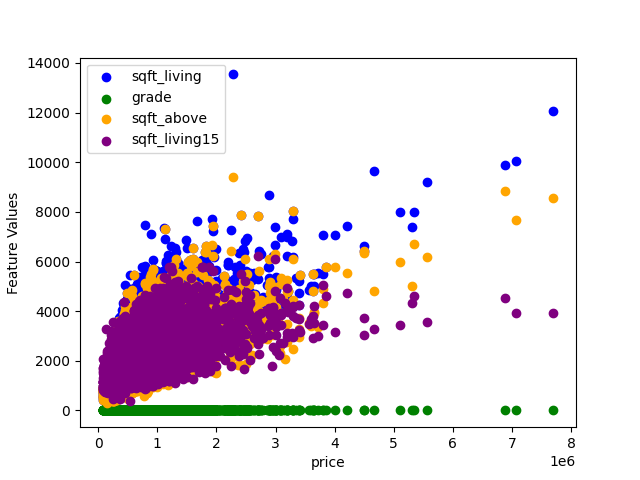 sqft_living
grade
sqft_above
sqft_living15
14000
12000
10000
8000
6000
4000
2000
0
Feature Values
0 1 2 3 4 5 6 7 8
1e6
price